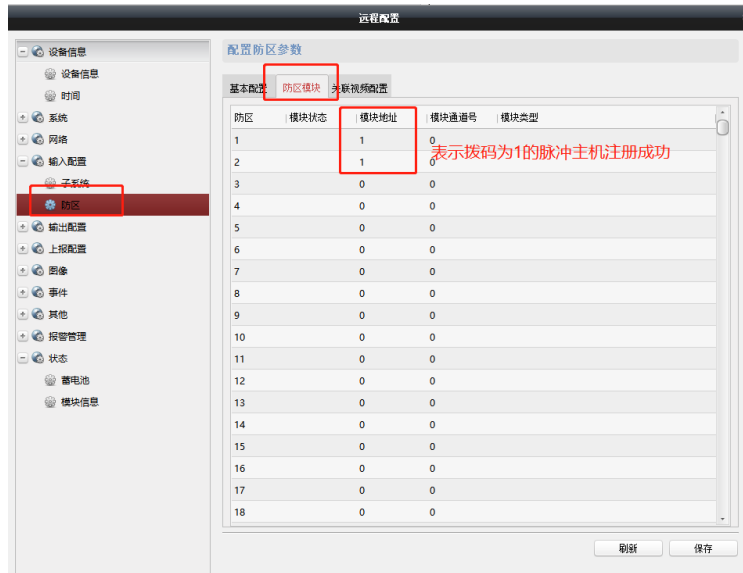 远程配置
设备信息
设备信息
时间
系统
网络
输入配置
子系统
防区
输出配置
上报配置
图像
事件
其他
报警管理
状态
蓄电池
模块信息
配置防区参数
基本配置 防区模块 关联视频配置
防区 模块状态 模块地址 模块通道号 模块类型
1 1 0
表示拨码为1的脉冲主机注册成功
2 1 0
3 0 0
4 0 0
5 0 0
6 0 0
7 0 0
8 0 0
9 0 0
10 0 0
11 0 0
12 0 0
13 0 0
14 0 0
15 0 0
16 0 0
17 0 0
18 0 0
刷新 保存